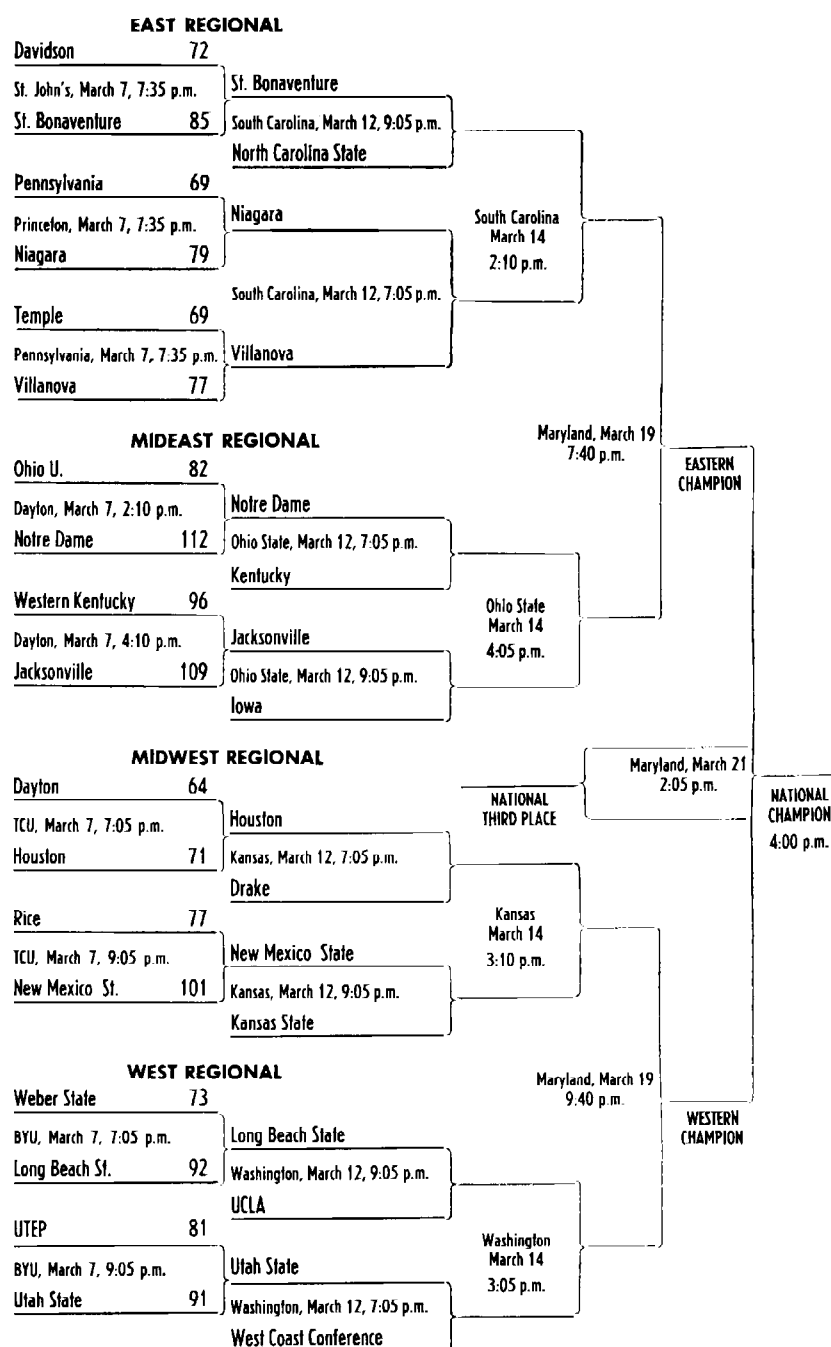 EAST REGIONAL
Davidson 72
St. John's, March 7, 7:35 p.m.
St. Bonaventure 85
St. Bonaventure
South Carolina, March 12, 9:05 p.m.
North Carolina State
Pennsylvania 69
Princeton, March 7, 7:35 p.m.
Niagara 79
Niagara
South Carolina, March 12, 7:05 p.m.
Villanova
Temple 69
Pennsylvania, March 7, 7:35 p.m.
Villanova 77
South Carolina
March 14
2:10 p.m.
MIDEAST REGIONAL
Ohio U. 82
Dayton, March 7, 2:10 p.m.
Notre Dame 112
Notre Dame
Ohio State, March 12, 7:05 p.m.
Kentucky
Western Kentucky 96
Dayton, March 7, 4:10 p.m.
Jacksonville 109
Jacksonville
Ohio State, March 12, 9:05 p.m.
Iowa
Ohio State
March 14
4:05 p.m.
Maryland, March 19
7:40 p.m.
EASTERN
CHAMPION
MIDWEST REGIONAL
Dayton 64
TCU, March 7, 7:05 p.m.
Houston 71
Houston
Kansas, March 12, 7:05 p.m.
Drake
Rice 77
TCU, March 7, 9:05 p.m.
New Mexico St. 101
New Mexico State
Kansas, March 12, 9:05 p.m.
Kansas State
Kansas
March 14
3:10 p.m.
NATIONAL
THIRD PLACE
Maryland, March 21
2:05 p.m.
NATIONAL
CHAMPION
4:00 p.m.
WEST REGIONAL
Weber State 73
BYU, March 7, 7:05 p.m.
Long Beach St. 92
Long Beach State
Washington, March 12, 9:05 p.m.
UCLA
UTEP 81
BYU, March 7, 9:05 p.m.
Utah State 91
Utah State
Washington, March 12, 7:05 p.m.
West Coast Conference
Washington
March 14
3:05 p.m.
Maryland, March 19
9:40 p.m.
WESTERN
CHAMPION